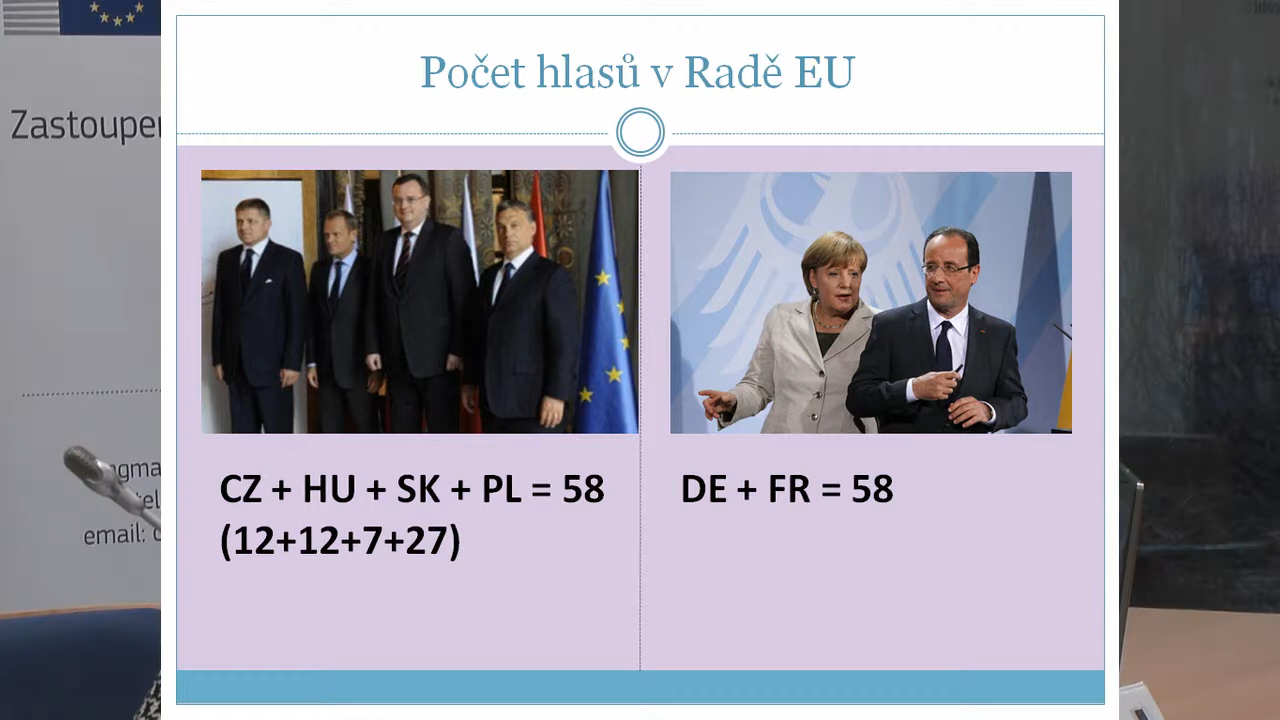 Počet hlasů v Radě EU
Zastoupe
CZ + HU + SK + PL = 58
(12+12+7+27)
DE + FR = 58
email: